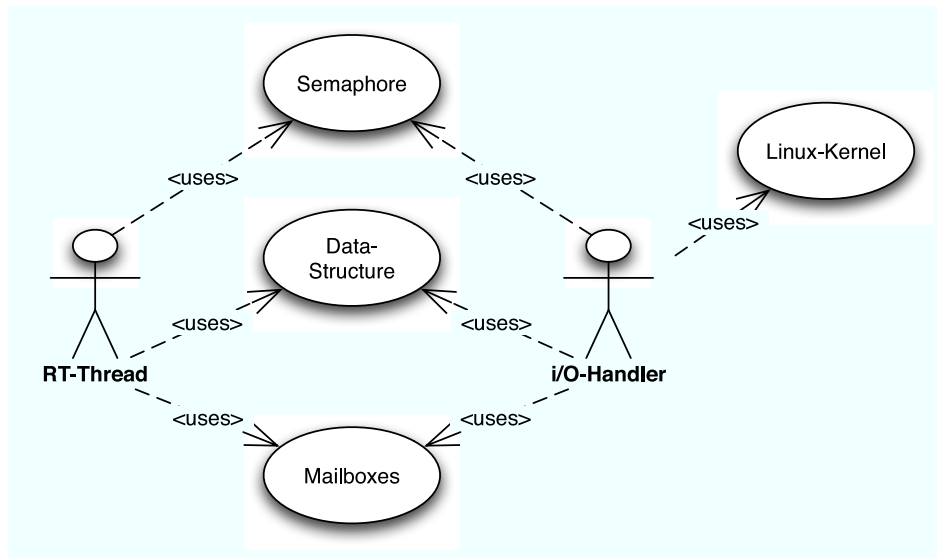 Semaphore
Linux-Kernel
<uses>
<uses>
<uses>
Data-
Structure
<uses>
<uses>
RT-Thread
i/O-Handler
<uses>
<uses>
Mailboxes